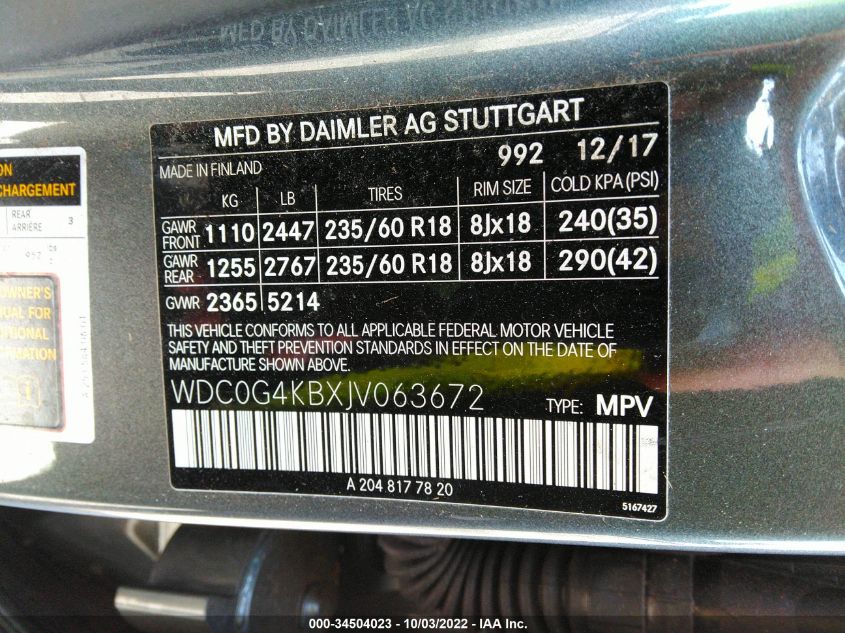 MFD BY DAIMLER AG STUTTGART
MADE IN FINLAND 992 12/17
KG LB TIRES RIM SIZE COLD KPA (PSI)
GAWR FRONT 1110 2447 235/60 R18 8Jx18 240(35)
GAWR REAR 1255 2767 235/60 R18 8Jx18 290(42)
GVWR 2365 5214
THIS VEHICLE CONFORMS TO ALL APPLICABLE FEDERAL MOTOR VEHICLE
SAFETY AND THEFT PREVENTION STANDARDS IN EFFECT ON THE DATE OF
MANUFACTURE SHOWN ABOVE.
WDC0G4KBXJV063672 TYPE: MPV
A 204 817 78 20
5167427
CHARGEMENT
REAR 3
ARRIÈRE
OWNER'S
FOR
000-34504023 - 10/03/2022 - IAA Inc.